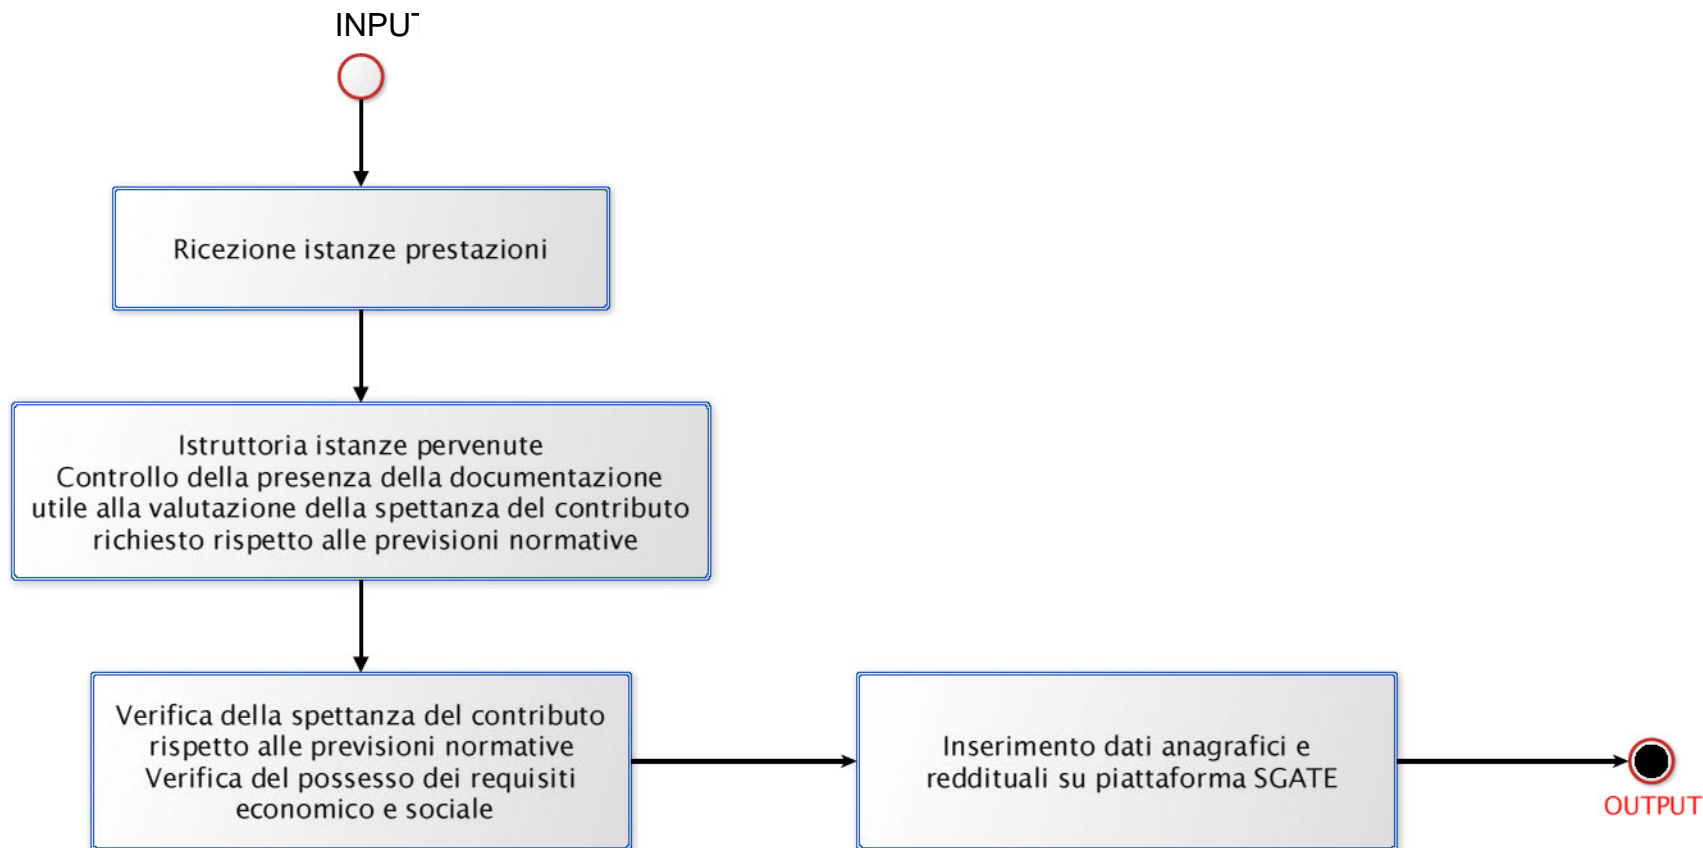 INPUT
Ricezione istanze prestazioni
Istruttoria istanze pervenute
Controllo della presenza della documentazione
utile alla valutazione della spettanza del contributo
richiesto rispetto alle previsioni normative
Verifica della spettanza del contributo
rispetto alle previsioni normative
Verifica del possesso dei requisiti
economico e sociale
Inserimento dati anagrafici e
reddituali su piattaforma SGATE
OUTPUT